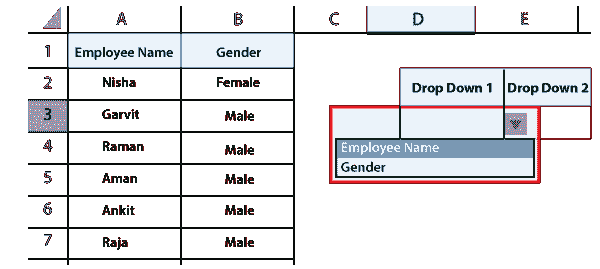 A B C D E
1 Employee Name Gender
2 Nisha Female Drop Down 1 Drop Down 2
3 Garvit Male
4 Raman Male Employee Name
5 Aman Male Gender
6 Ankit Male
7 Raja Male